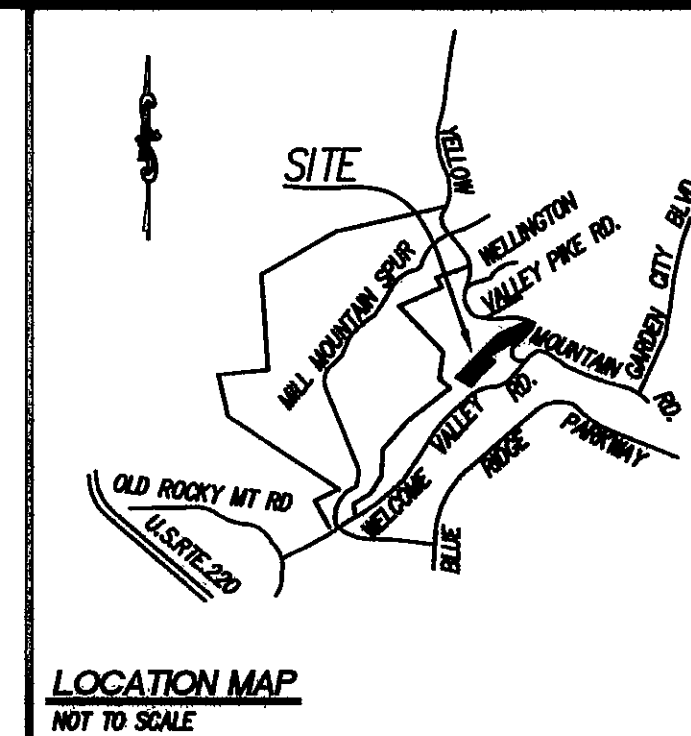 SITE
YELLOW
WELLINGTON
VALLEY PIKE RD.
GARDEN CITY BLVD
MILL MOUNTAIN SPUR
MOUNTAIN RD.
WELCOME VALLEY RD.
BLUE RIDGE PARKWAY
OLD ROCKY MT RD
U.S.RTE.220
LOCATION MAP
NOT TO SCALE